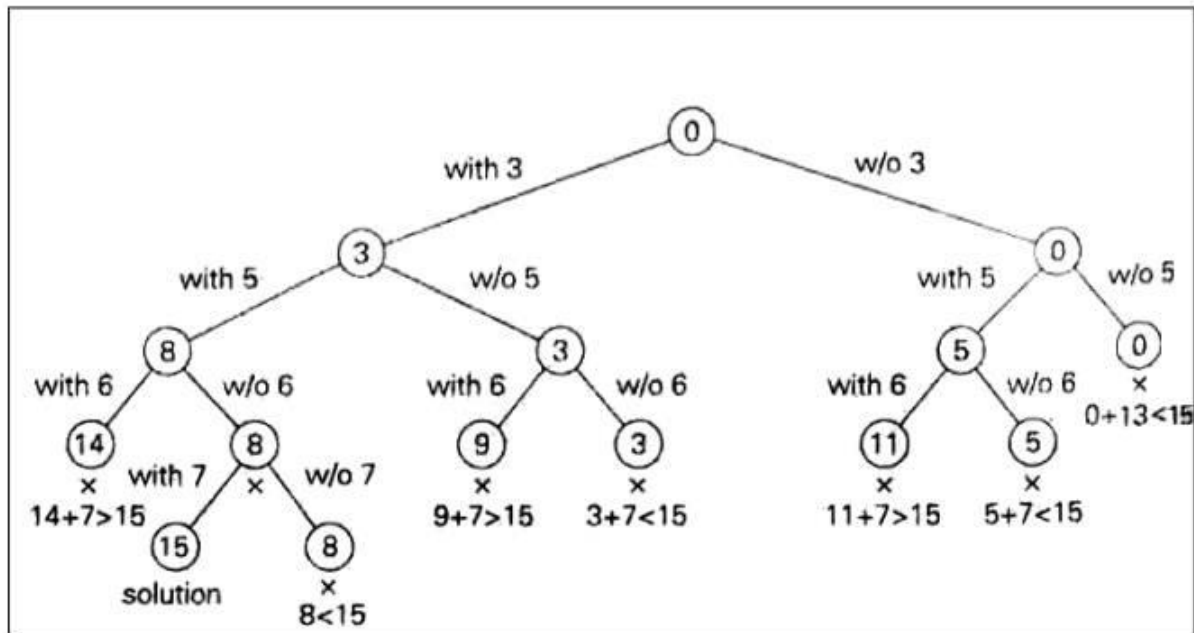 0
with 3 w/o 3
3 0
with 5 w/o 5 with 5 w/o 5
8 3 5 0
with 6 w/o 6 with 6 w/o 6 with 6 w/o 6 ×
0+13<15
14 8 9 3 11 5
× with 7 × w/o 7 × × × ×
14+7>15 9+7>15 3+7<15 11+7>15 5+7<15
15 8
solution ×
8<15